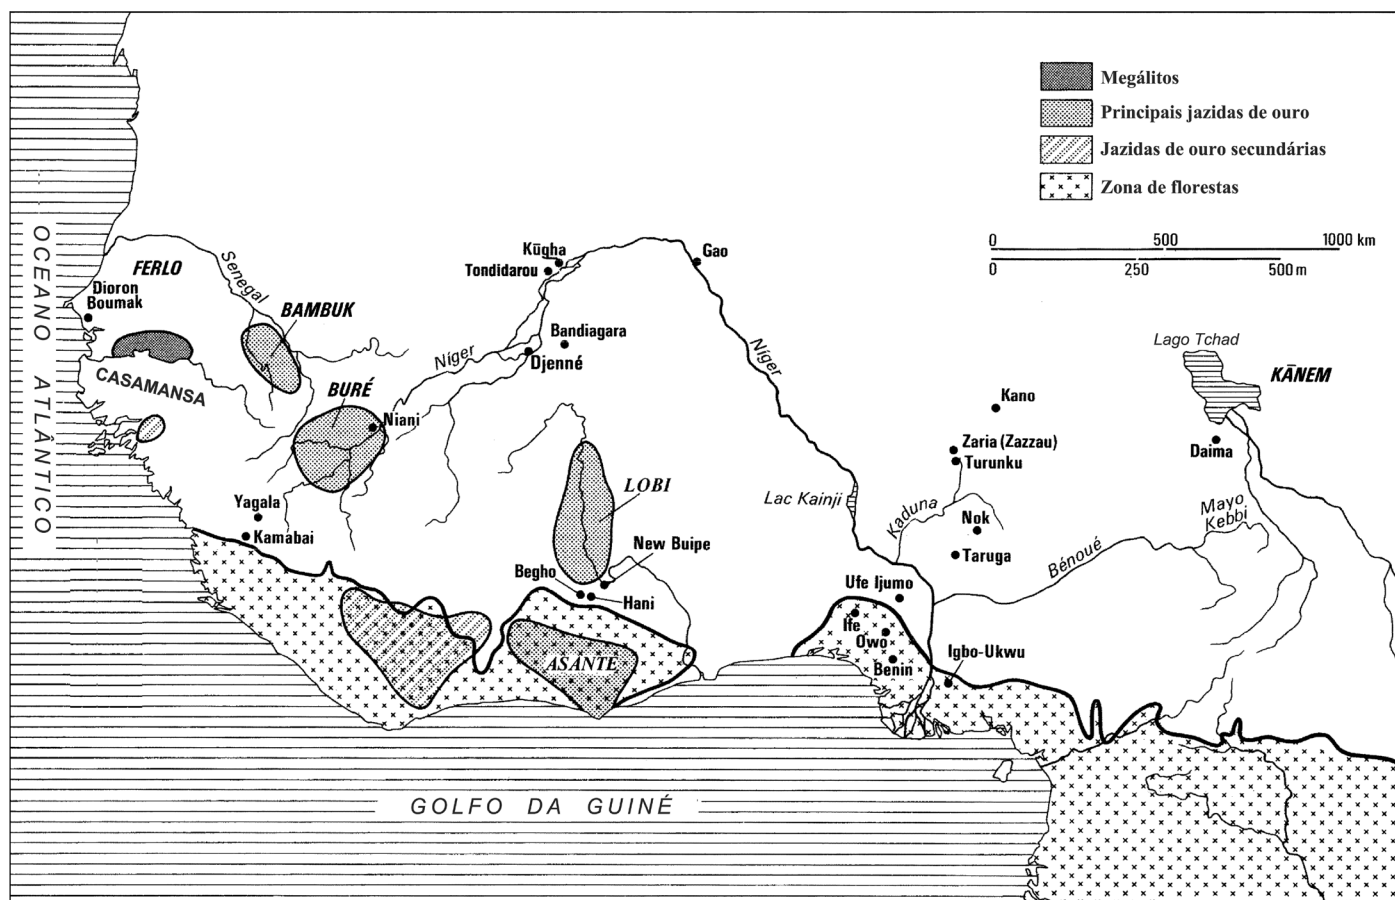 Megálitos
Principais jazidas de ouro
Jazidas de ouro secundárias
Zona de florestas
0 500 1000 km
0 250 500 m
OCEANO ATLÂNTICO
FERLO
Senegal
Dioron
Boumak
BAMBUK
CASAMANSA
BURÉ
Niani
Niger
Kūgha
Tondidarou
Gao
Bandiagara
Djenné
Niger
Lago Tchad
KĀNEM
Kano
Zaria (Zazzau)
Turunku
Daima
LOBI
Lac Kainji
Kaduna
Nok
Mayo
Kebbi
Yagala
Kamabai
New Buipe
Taruga
Bénoué
Begho
Hani
Ufe Ijumo
Ife
Owo
ASANTE
Benin
Igbo-Ukwu
GOLFO DA GUINÉ